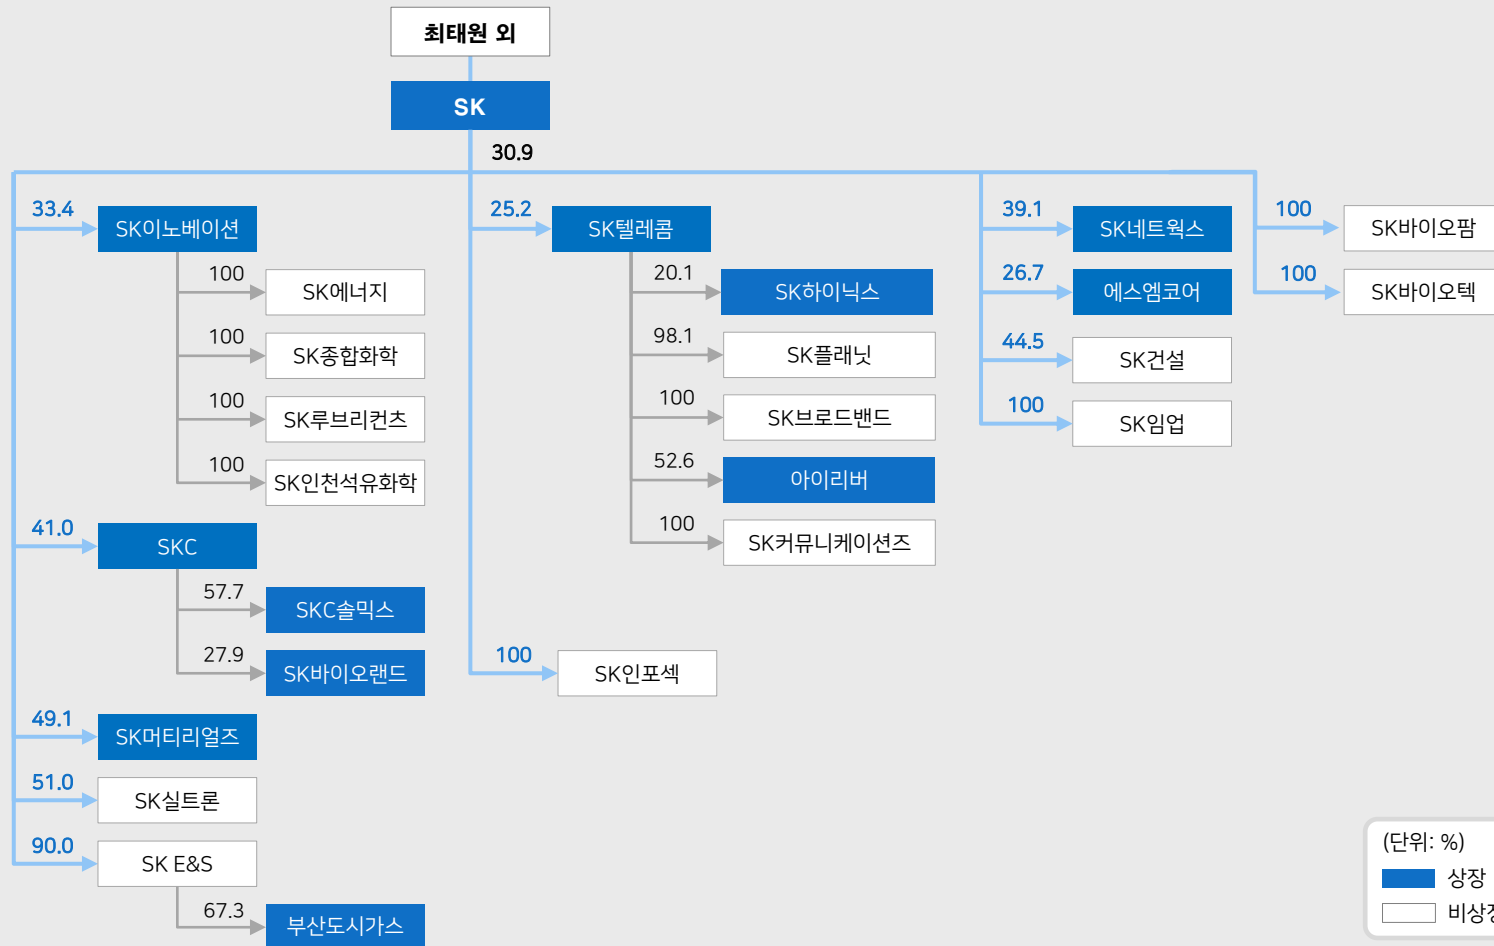 최태원 외
SK
30.9
33.4
SK이노베이션
100
SK에너지
100
SK종합화학
100
SK루브리컨츠
100
SK인천석유화학
41.0
SKC
57.7
SKC솔믹스
27.9
SK바이오랜드
49.1
SK머티리얼즈
51.0
SK실트론
90.0
SK E&S
67.3
부산도시가스
25.2
SK텔레콤
20.1
SK하이닉스
98.1
SK플래닛
100
SK브로드밴드
52.6
아이리버
100
SK커뮤니케이션즈
100
SK인포섹
39.1
SK네트웍스
26.7
에스엠코어
44.5
SK건설
100
SK임업
100
SK바이오팜
100
SK바이오텍
(단위: %)
상장
비상장